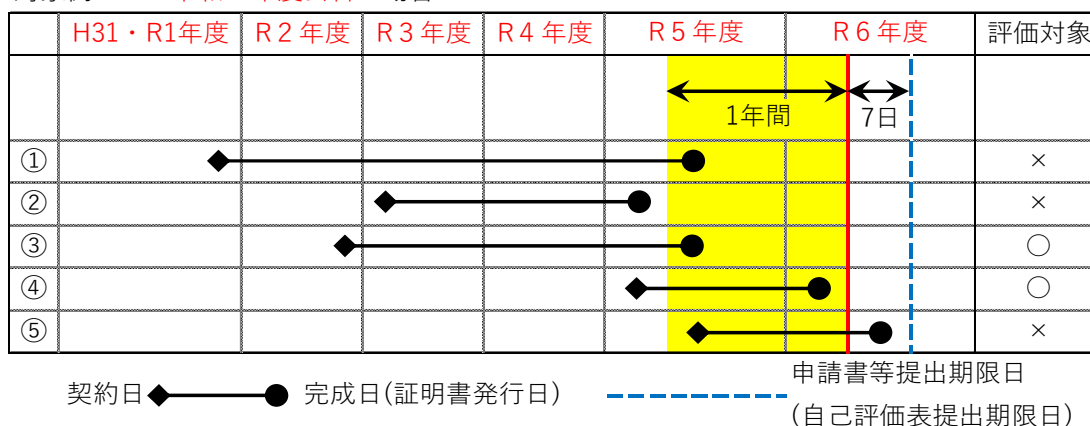 H31・R1年度 R２年度 R３年度 R４年度 R５年度 R６年度 評価対象
1年間 7日
① ×
② ×
③ ○
④ ○
⑤ ×
契約日 完成日(証明書発行日) 申請書等提出期限日
(自己評価表提出期限日)